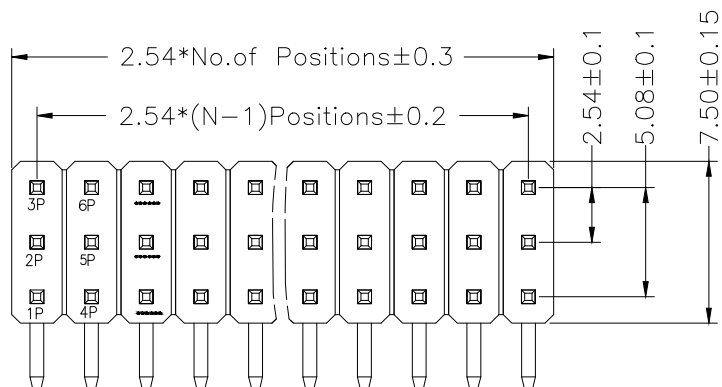 2.54*No.of Positions±0.3
2.54*(N-1)Positions±0.2
2.54±0.1
5.08±0.1
7.50±0.15
3P 6P
2P 5P
1P 4P